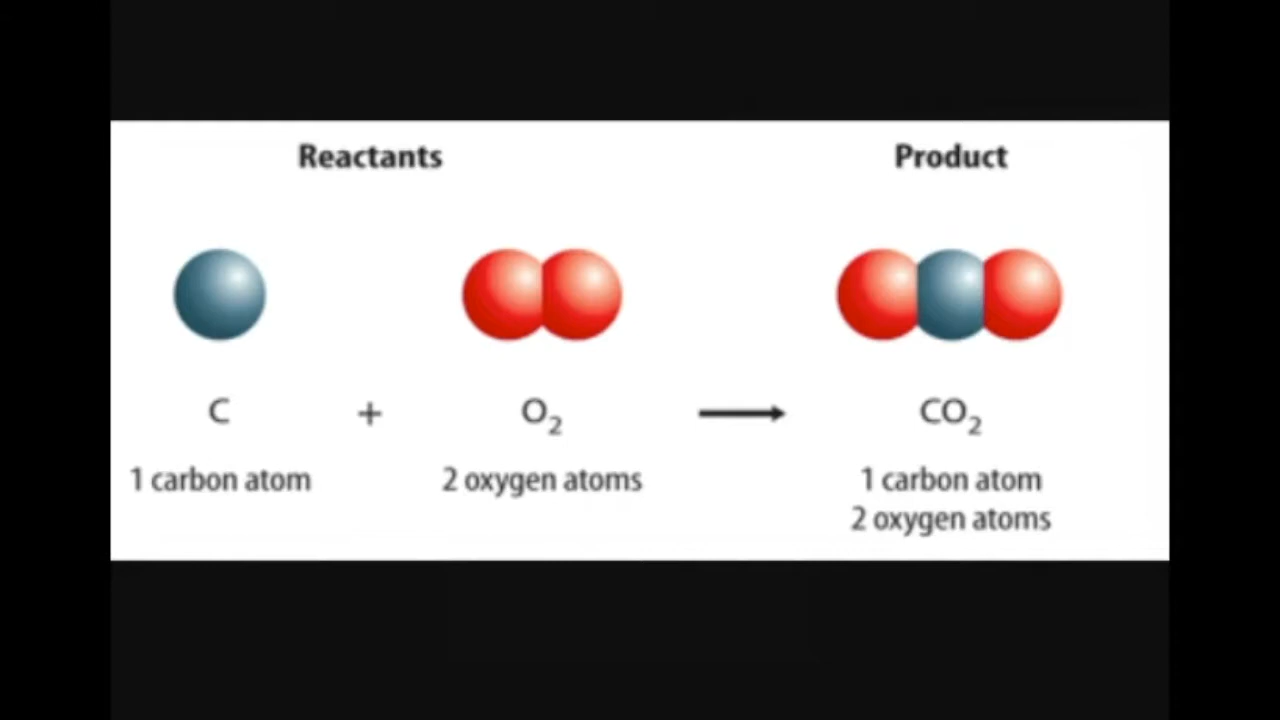 Reactants Product
C + O₂ → CO₂
1 carbon atom 2 oxygen atoms 1 carbon atom
2 oxygen atoms